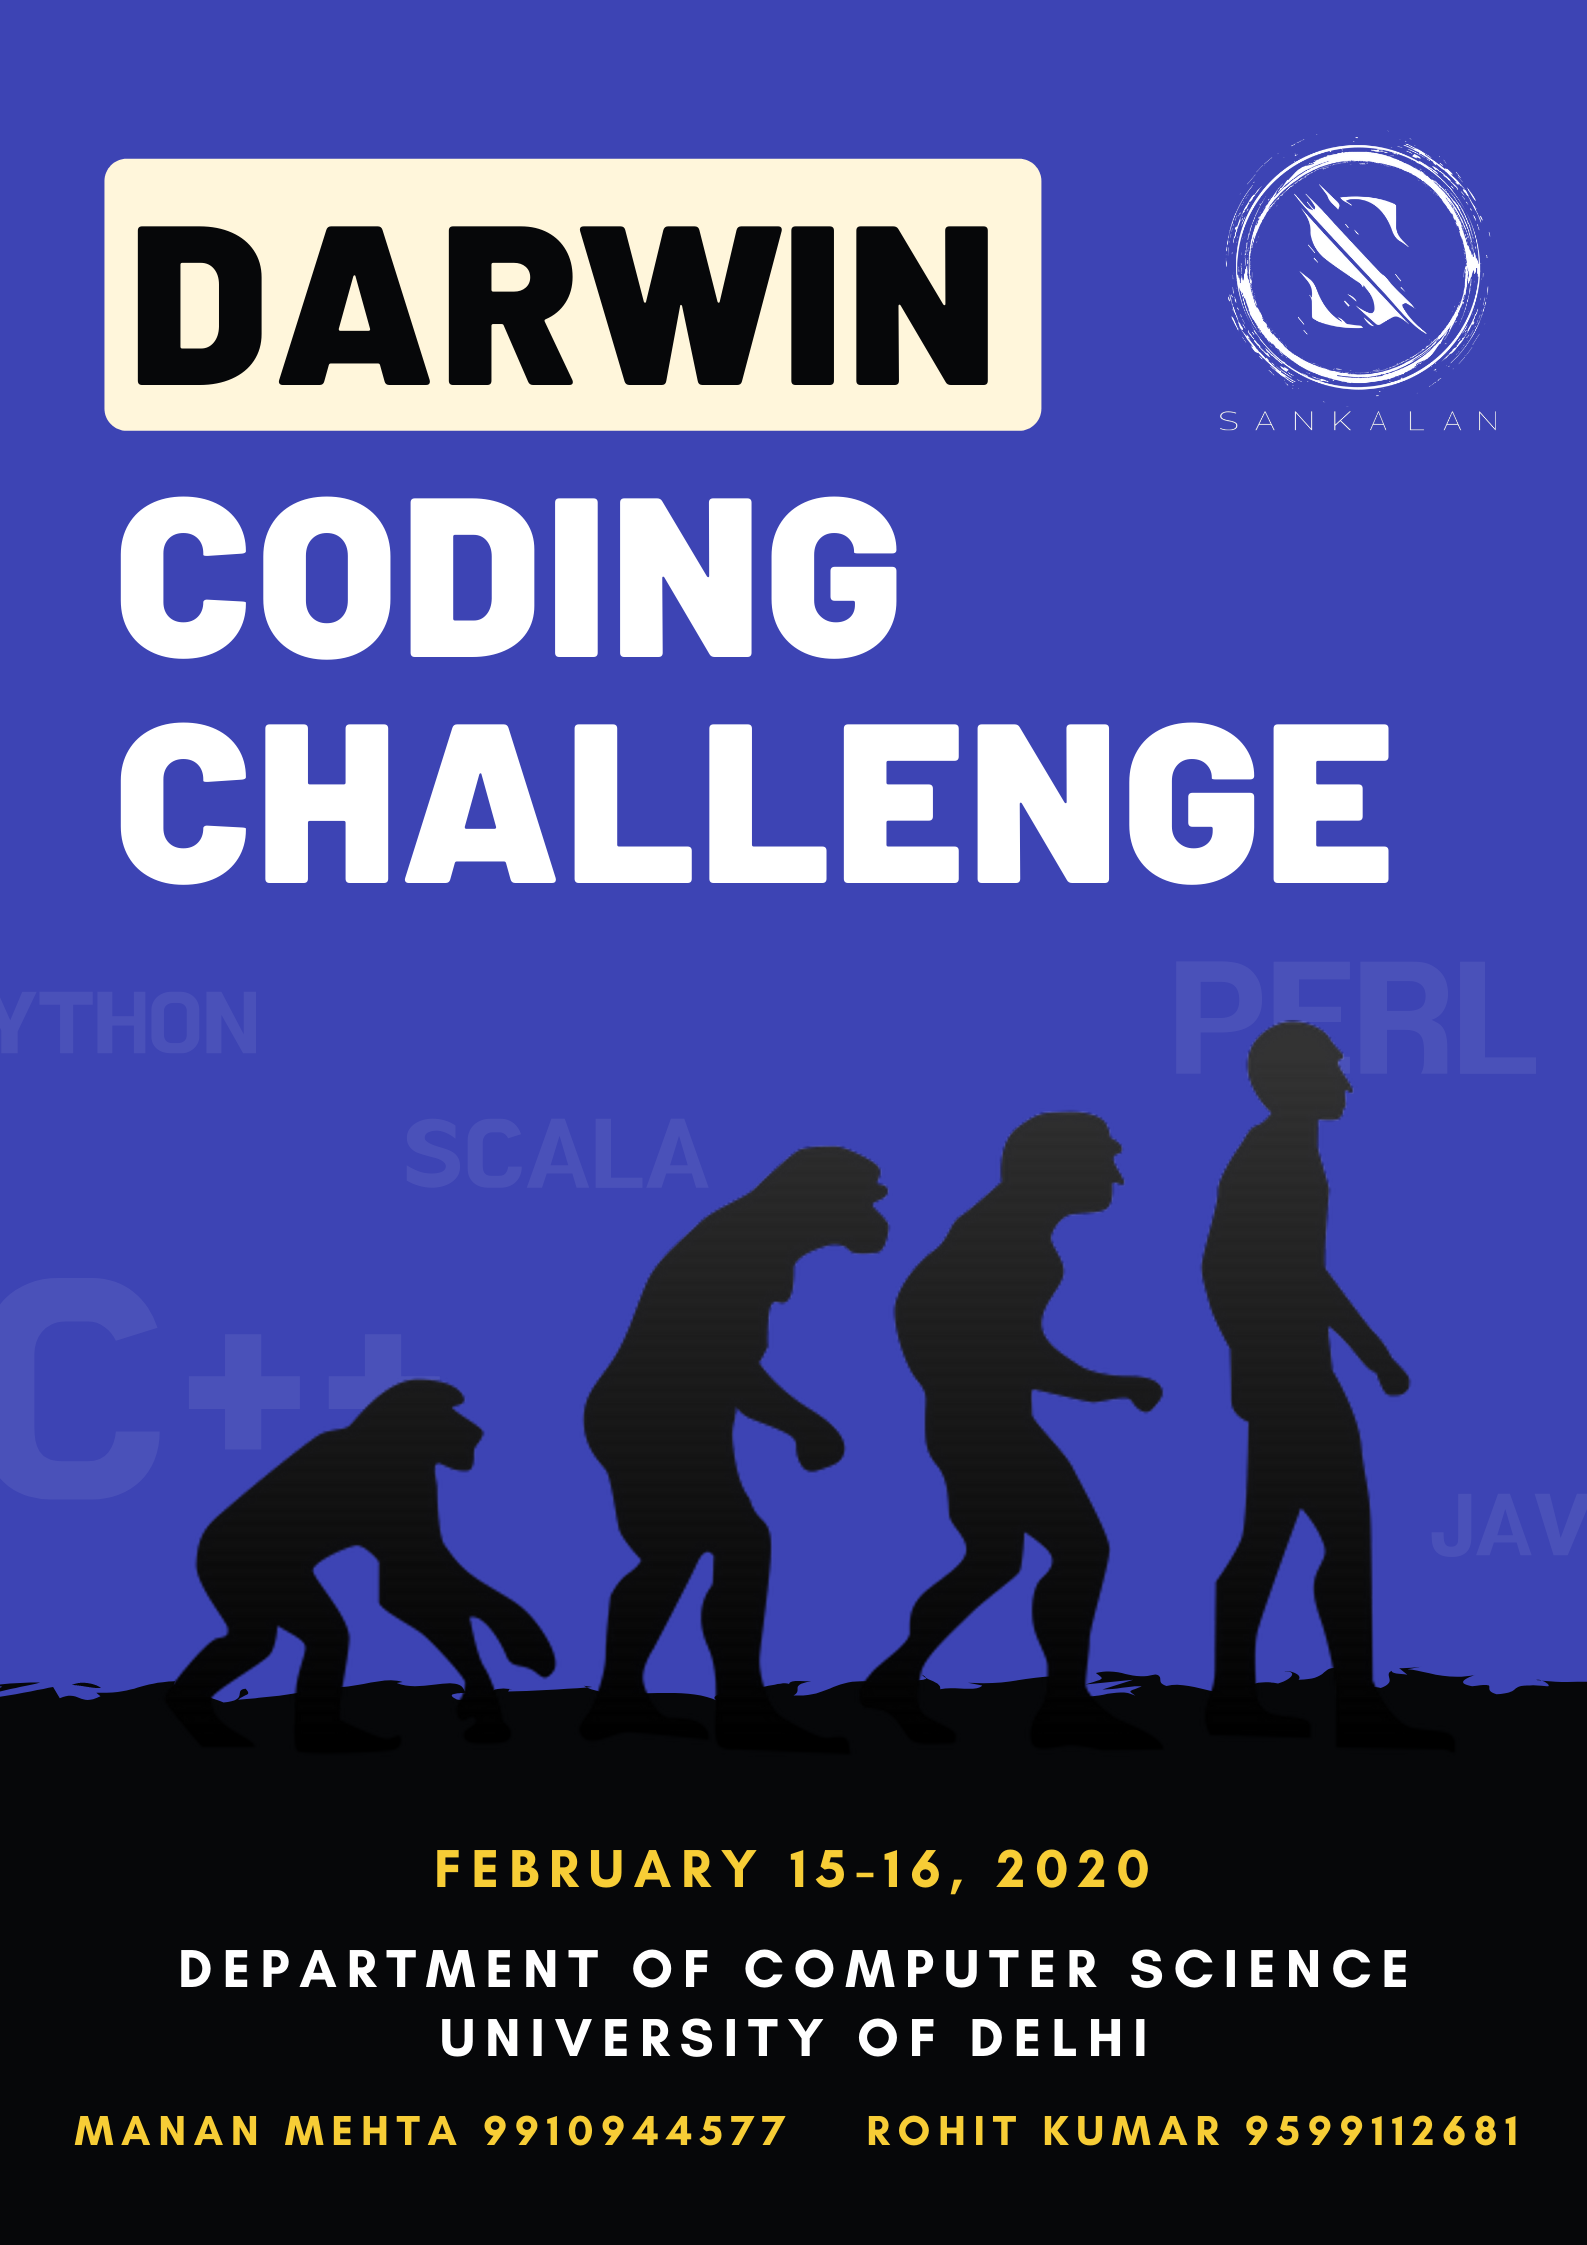 DARWIN
SANKALAN
CODING
CHALLENGE
PERL
YTHON
SCALA
C++
JAV
FEBRUARY 15-16, 2020
DEPARTMENT OF COMPUTER SCIENCE
UNIVERSITY OF DELHI
MANAN MEHTA 9910944577 ROHIT KUMAR 9599112681